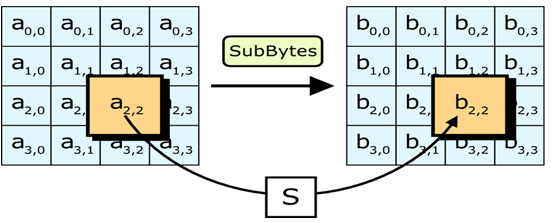 a0,0 a0,1 a0,2 a0,3 SubBytes b0,0 b0,1 b0,2 b0,3
a1,0 a1,1 a1,2 a1,3 b1,0 b1,1 b1,2 b1,3
a2,0 a2, a2,2 2,3 b2,0 b2, b2,2 2,3
a3,0 a3,1 a3,2 a3,3 b3,0 b3,1 b3,2 b3,3
S